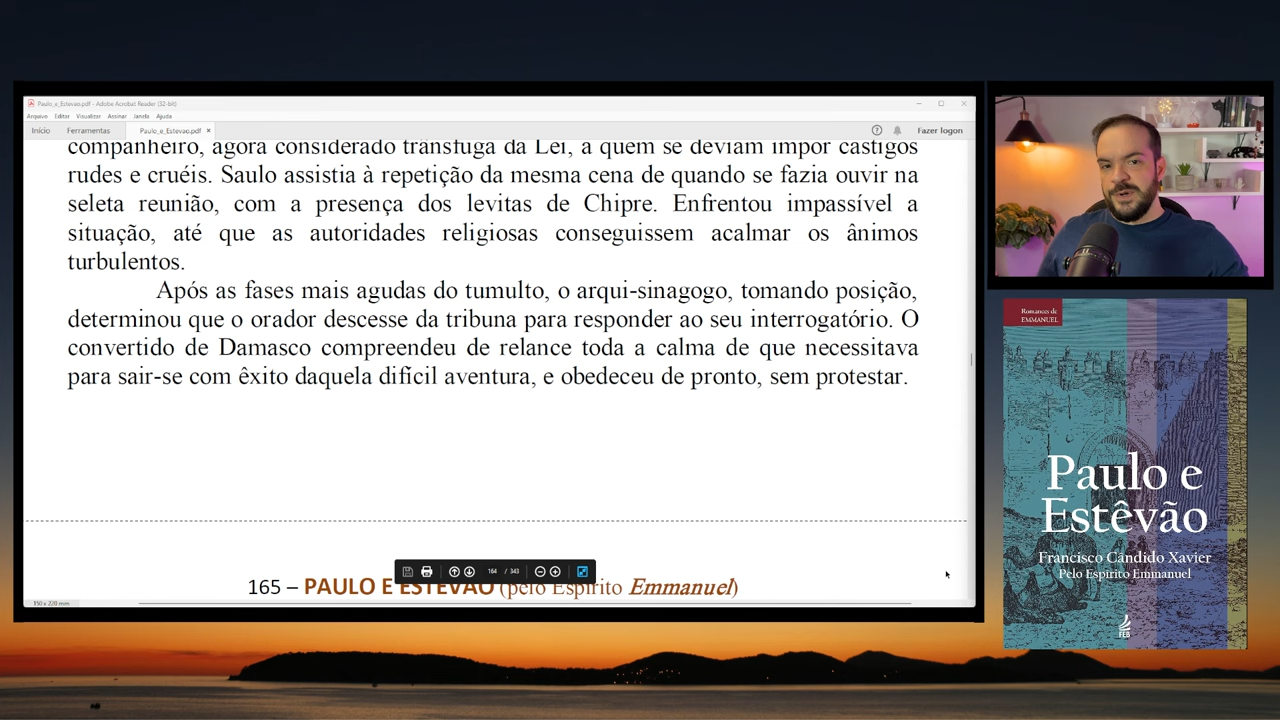 Paulo_e_Estevao.pdf - Adobe Acrobat Reader (32-bit)
Arquivo Editar Visualizar Assinar Janela Ajuda
Início Ferramentas Paulo_e_Estevao.pdf × Fazer logon
companheiro, agora considerado trânsfuga da Lei, a quem se deviam impor castigos
rudes e cruéis. Saulo assistia à repetição da mesma cena de quando se fazia ouvir na
seleta reunião, com a presença dos levitas de Chipre. Enfrentou impassível a
situação, até que as autoridades religiosas conseguissem acalmar os ânimos
turbulentos.
Após as fases mais agudas do tumulto, o arqui-sinagogo, tomando posição,
determinou que o orador descesse da tribuna para responder ao seu interrogatório. O
convertido de Damasco compreendeu de relance toda a calma de que necessitava
para sair-se com êxito daquela difícil aventura, e obedeceu de pronto, sem protestar.
164 / 343
165 – PAULO E ESTEVÃO (pelo Espírito Emmanuel)
150 x 220 mm
Romances de
EMMANUEL
Paulo e
Estêvão
Francisco Cândido Xavier
Pelo Espírito Emmanuel
FEB